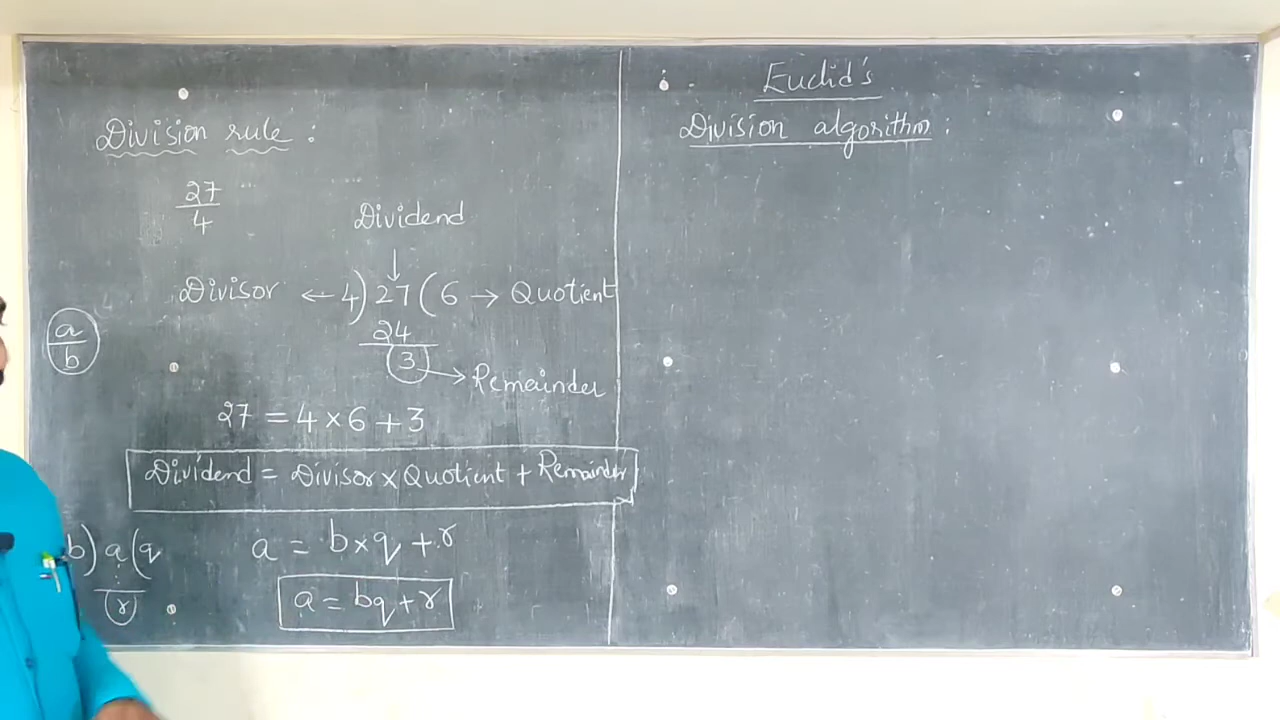 Division rule :
27
4
Dividend
↓
Divisor ← 4) 27 (6 → Quotient
24
3 → Remainder
a
b
27 = 4 × 6 + 3
Dividend = Divisor × Quotient + Remainder
b) a (q
r
a = b × q + r
a = bq + r
Euclid's
Division algorithm :